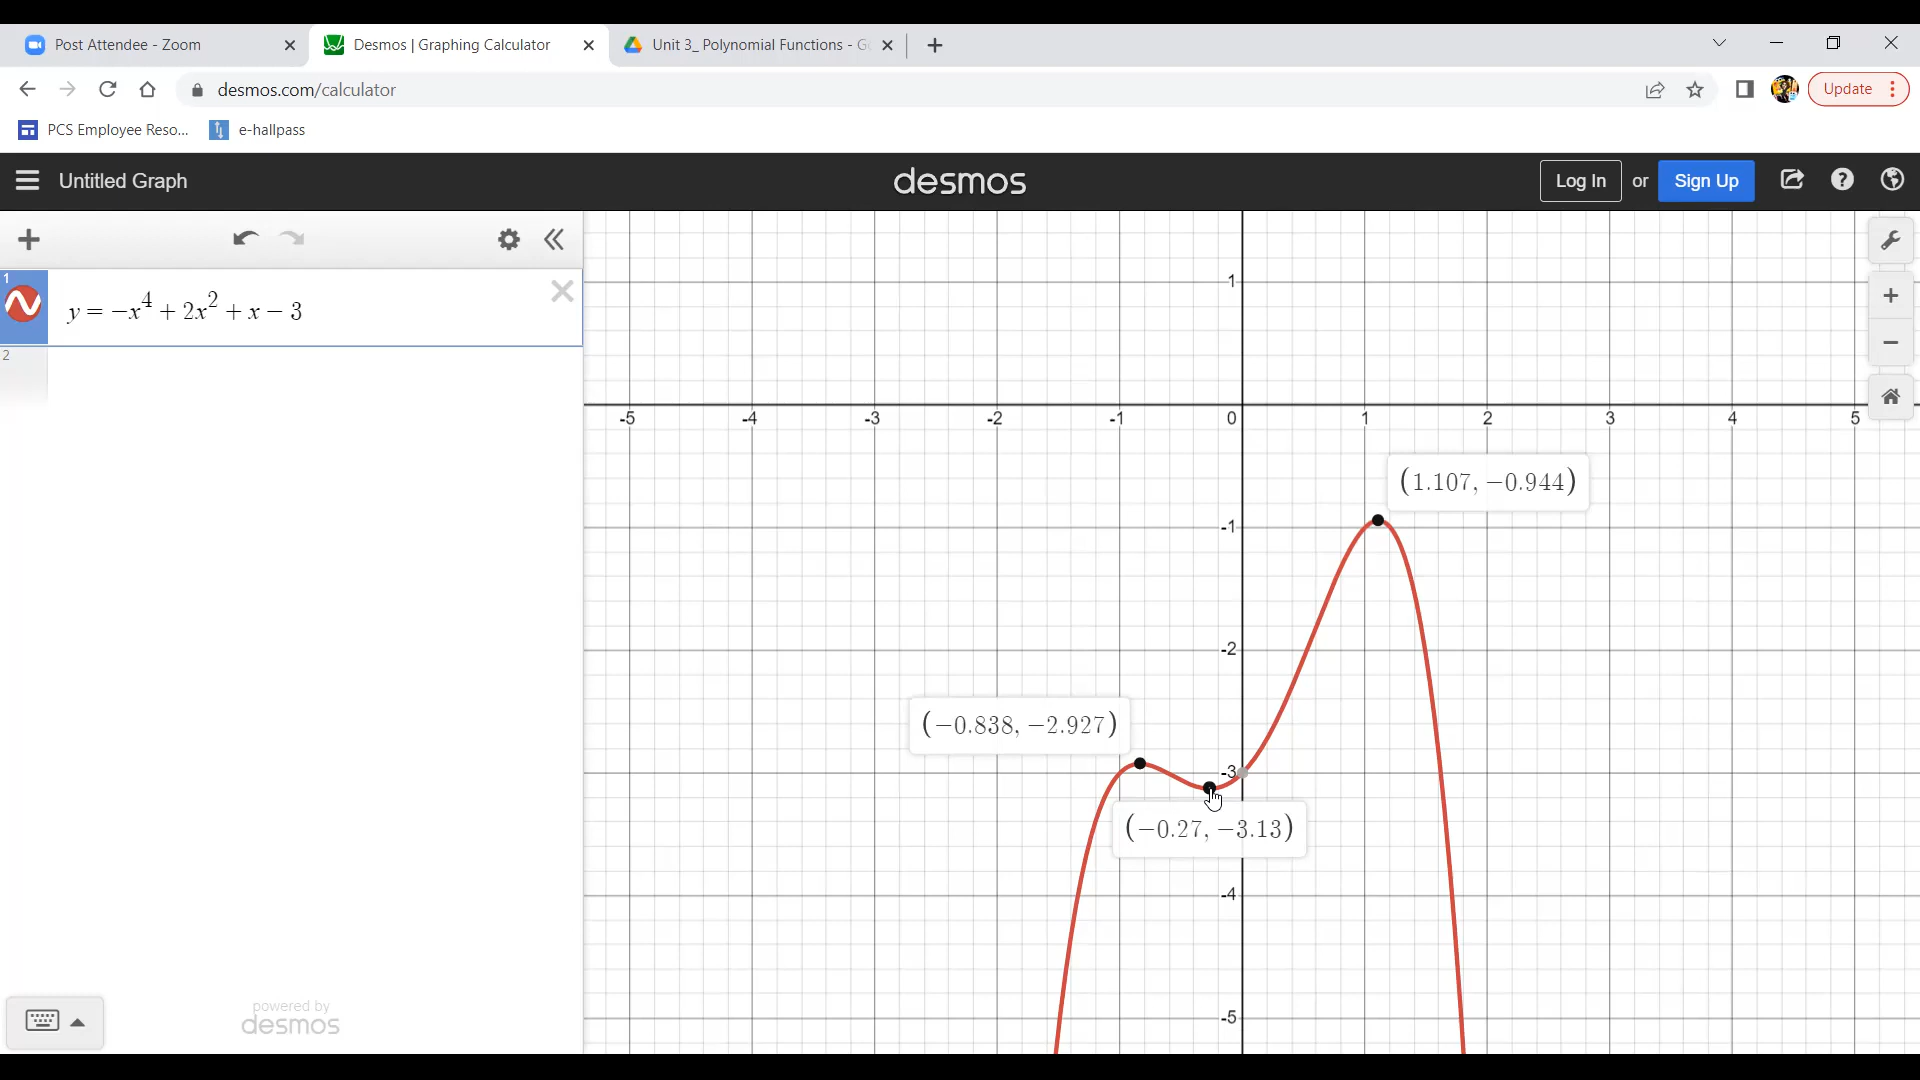 Post Attendee - Zoom
Desmos | Graphing Calculator
Unit 3_ Polynomial Functions - Go
desmos.com/calculator
Update
PCS Employee Reso...
e-hallpass
Untitled Graph
desmos
Log In or Sign Up
1
y = −x⁴ + 2x² + x − 3
2
powered by
desmos
1
-5 -4 -3 -2 -1 0 1 2 3 4 5
(1.107, −0.944)
-1
-2
(−0.838, −2.927)
-3
(−0.27, −3.13)
-4
-5